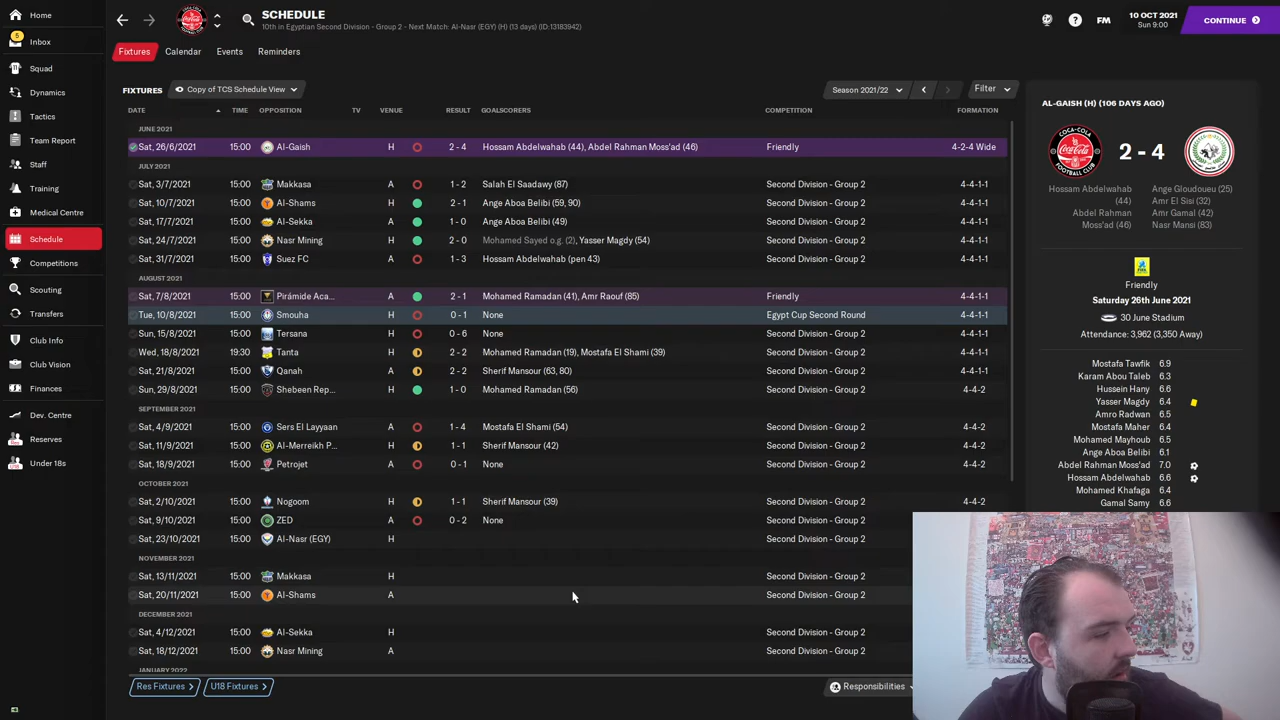 SCHEDULE
10th in Egyptian Second Division - Group 2 - Next Match: Al-Nasr (EGY) (H) (13 days) (ID:13183942)
FM
10 OCT 2021
Sun 9:00
CONTINUE
Home
5
Inbox
Squad
Dynamics
Tactics
Team Report
Staff
Training
Medical Centre
Schedule
Competitions
Scouting
Transfers
Club Info
Club Vision
Finances
Dev. Centre
Reserves
Under 18s
Fixtures Calendar Events Reminders
FIXTURES Copy of TCS Schedule View Season 2021/22 Filter
DATE TIME OPPOSITION TV VENUE RESULT GOALSCORERS COMPETITION FORMATION
JUNE 2021
Sat, 26/6/2021 15:00 Al-Gaish H 2 - 4 Hossam Abdelwahab (44), Abdel Rahman Moss'ad (46) Friendly 4-2-4 Wide
JULY 2021
Sat, 3/7/2021 15:00 Makkasa A 1 - 2 Salah El Saadawy (87) Second Division - Group 2 4-4-1-1
Sat, 10/7/2021 15:00 Al-Shams A 2 - 1 Ange Aboa Belibi (59, 90) Second Division - Group 2 4-4-1-1
Sat, 17/7/2021 15:00 Al-Sekka A 1 - 0 Ange Aboa Belibi (49) Second Division - Group 2 4-4-1-1
Sat, 24/7/2021 15:00 Nasr Mining H 2 - 0 Mohamed Sayed o.g. (2), Yasser Magdy (54) Second Division - Group 2 4-4-1-1
Sat, 31/7/2021 15:00 Suez FC A 1 - 3 Hossam Abdelwahab (pen 43) Second Division - Group 2 4-4-1-1
AUGUST 2021
Sat, 7/8/2021 15:00 Pirámide Aca... A 2 - 1 Mohamed Ramadan (41), Amr Raouf (85) Friendly 4-4-1-1
Tue, 10/8/2021 15:00 Smouha H 0 - 1 None Egypt Cup Second Round 4-4-1-1
Sun, 15/8/2021 15:00 Tersana A 0 - 6 None Second Division - Group 2 4-4-1-1
Wed, 18/8/2021 19:30 Tanta H 2 - 2 Mohamed Ramadan (19), Mostafa El Shami (39) Second Division - Group 2 4-4-1-1
Sat, 21/8/2021 15:00 Qanah A 2 - 2 Sherif Mansour (63, 80) Second Division - Group 2 4-4-1-1
Sun, 29/8/2021 15:00 Shebeen Rep... H 1 - 0 Mohamed Ramadan (56) Second Division - Group 2 4-4-2
SEPTEMBER 2021
Sat, 4/9/2021 15:00 Sers El Layyaan A 1 - 4 Mostafa El Shami (54) Second Division - Group 2 4-4-2
Sat, 11/9/2021 15:00 Al-Merreikh P... H 1 - 1 Sherif Mansour (42) Second Division - Group 2 4-4-2
Sat, 18/9/2021 15:00 Petrojet A 0 - 1 None Second Division - Group 2 4-4-2
OCTOBER 2021
Sat, 2/10/2021 15:00 Nogoom H 1 - 1 Sherif Mansour (39) Second Division - Group 2 4-4-2
Sat, 9/10/2021 15:00 ZED A 0 - 2 None Second Division - Group 2
Sat, 23/10/2021 15:00 Al-Nasr (EGY) H Second Division - Group 2
NOVEMBER 2021
Sat, 13/11/2021 15:00 Makkasa H Second Division - Group 2
Sat, 20/11/2021 15:00 Al-Shams A Second Division - Group 2
DECEMBER 2021
Sat, 4/12/2021 15:00 Al-Sekka H Second Division - Group 2
Sat, 18/12/2021 15:00 Nasr Mining A Second Division - Group 2
JANUARY 2022
Res Fixtures U18 Fixtures Responsibilities
AL-GAISH (H) (106 DAYS AGO)
2 - 4
Hossam Abdelwahab
(44)
Abdel Rahman
Moss'ad (46)
Ange Gloudoueu (25)
Amr El Sisi (32)
Amr Gamal (42)
Nasr Mansi (83)
Friendly
Saturday 26th June 2021
30 June Stadium
Attendance: 3,962 (3,350 Away)
Mostafa Tawfik 6.9
Karam Abou Taleb 6.3
Hussein Hany 6.6
Yasser Magdy 6.4
Amro Radwan 6.5
Mostafa Maher 6.4
Mohamed Mayhoub 6.5
Ange Aboa Belibi 6.1
Abdel Rahman Moss'ad 7.0
Hossam Abdelwahab 6.6
Mohamed Khafaga 6.4
Gamal Samy 6.6